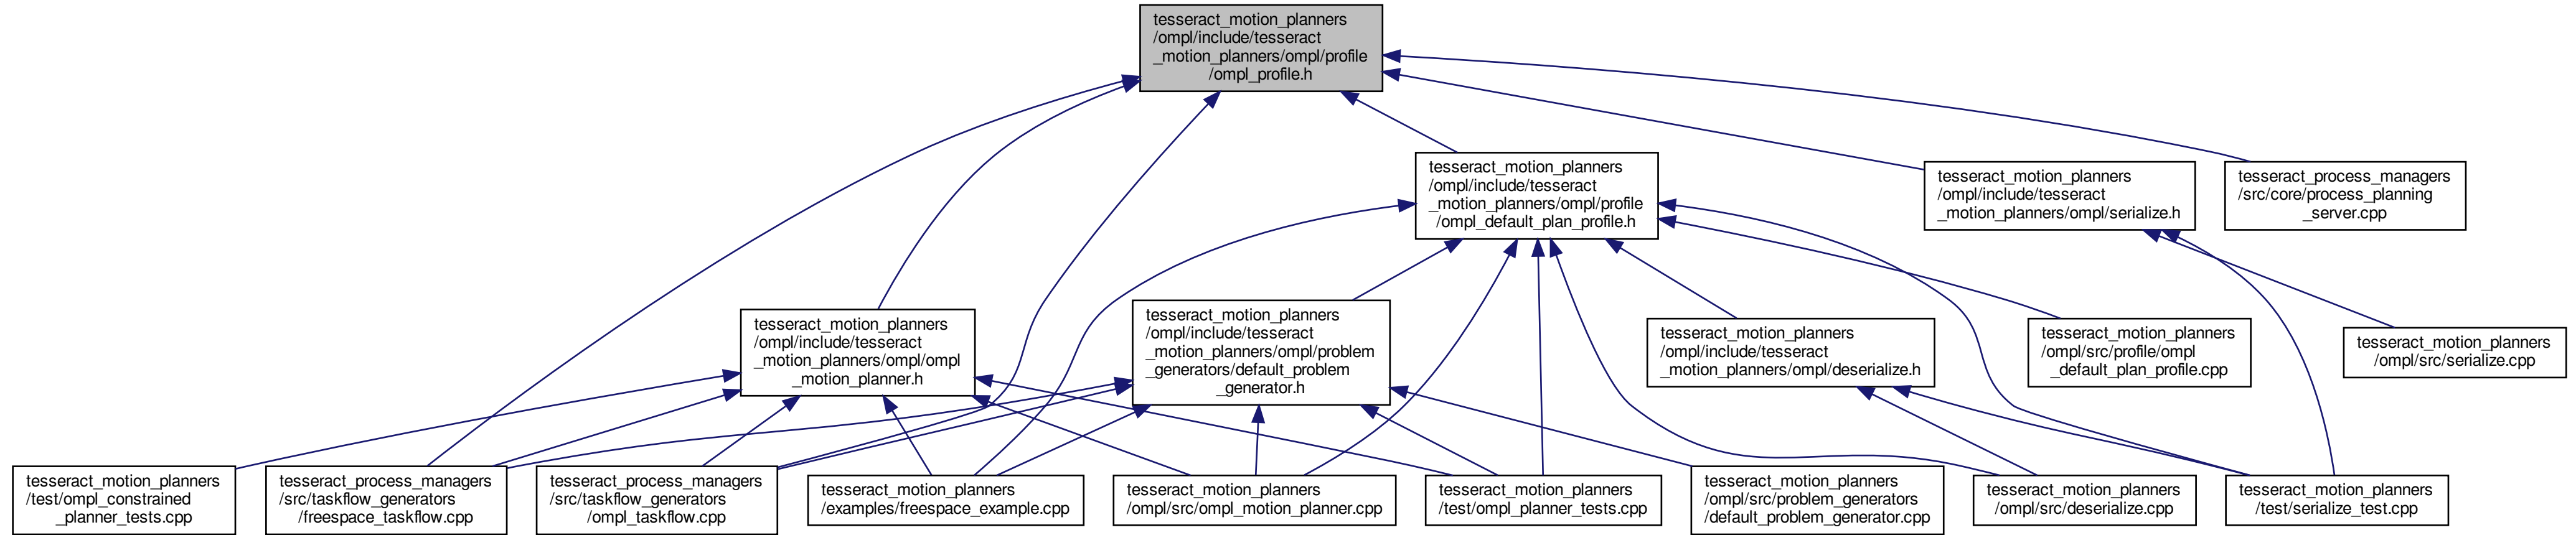 tesseract_motion_planners
/ompl/include/tesseract
_motion_planners/ompl/profile
/ompl_profile.h
tesseract_motion_planners
/ompl/include/tesseract
_motion_planners/ompl/profile
/ompl_default_plan_profile.h
tesseract_motion_planners
/ompl/include/tesseract
_motion_planners/ompl/serialize.h
tesseract_process_managers
/src/core/process_planning
_server.cpp
tesseract_motion_planners
/ompl/include/tesseract
_motion_planners/ompl/ompl
_motion_planner.h
tesseract_motion_planners
/ompl/include/tesseract
_motion_planners/ompl/problem
_generators/default_problem
_generator.h
tesseract_motion_planners
/ompl/include/tesseract
_motion_planners/ompl/deserialize.h
tesseract_motion_planners
/ompl/src/profile/ompl
_default_plan_profile.cpp
tesseract_motion_planners
/ompl/src/serialize.cpp
tesseract_motion_planners
/test/ompl_constrained
_planner_tests.cpp
tesseract_process_managers
/src/taskflow_generators
/freespace_taskflow.cpp
tesseract_process_managers
/src/taskflow_generators
/ompl_taskflow.cpp
tesseract_motion_planners
/examples/freespace_example.cpp
tesseract_motion_planners
/ompl/src/ompl_motion_planner.cpp
tesseract_motion_planners
/test/ompl_planner_tests.cpp
tesseract_motion_planners
/ompl/src/problem_generators
/default_problem_generator.cpp
tesseract_motion_planners
/ompl/src/deserialize.cpp
tesseract_motion_planners
/test/serialize_test.cpp